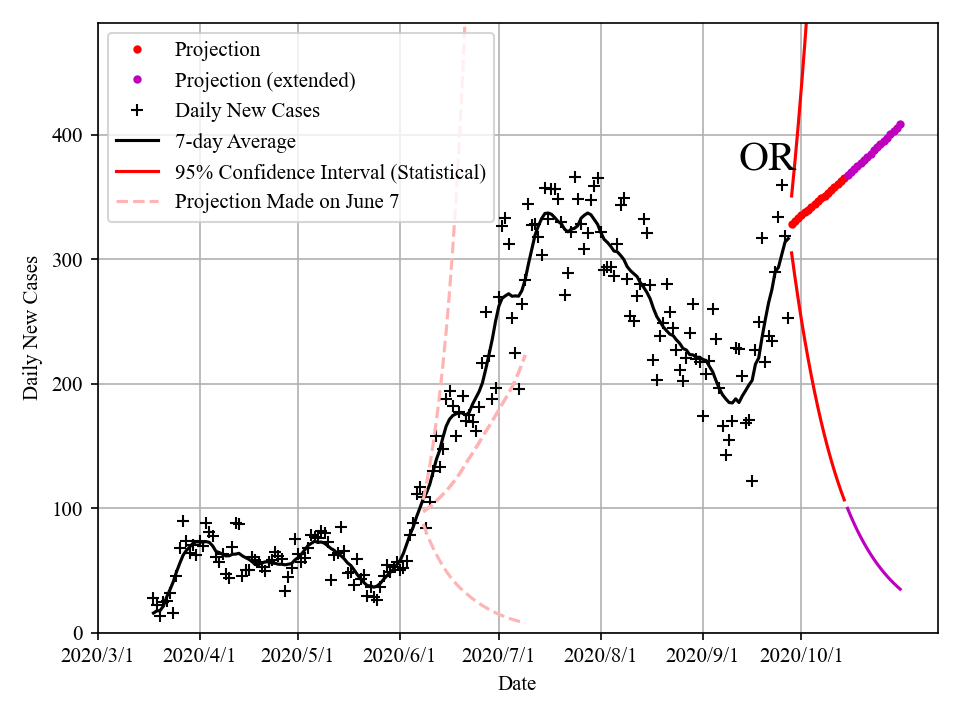 Projection
Projection (extended)
Daily New Cases
7-day Average
95% Confidence Interval (Statistical)
Projection Made on June 7
OR
Daily New Cases
400
300
200
100
0
2020/3/1 2020/4/1 2020/5/1 2020/6/1 2020/7/1 2020/8/1 2020/9/1 2020/10/1
Date